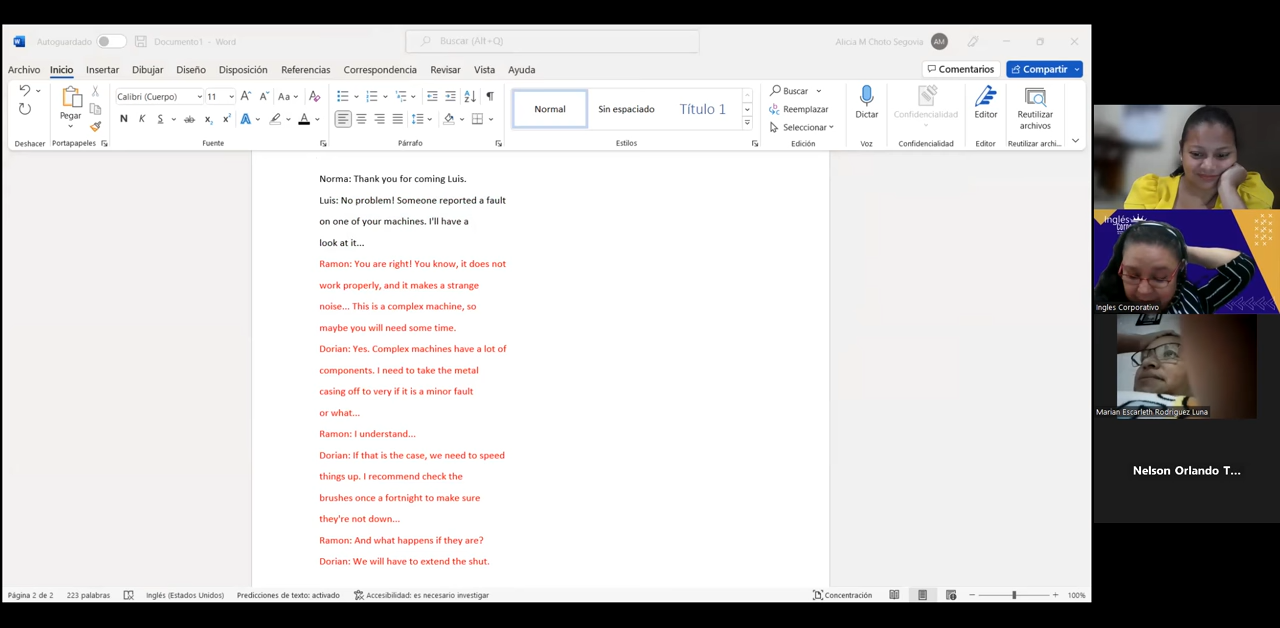 Autoguardado
Documento1 - Word
Buscar (Alt+Q)
Alicia M Choto Segovia
AM
Archivo Inicio Insertar Dibujar Diseño Disposición Referencias Correspondencia Revisar Vista Ayuda
Comentarios
Compartir
Pegar
Calibri (Cuerpo) 11
Normal
Sin espaciado
Título 1
Buscar
Reemplazar
Seleccionar
Dictar
Confidencialidad
Editor
Reutilizar
archivos
Deshacer Portapapeles Fuente Párrafo Estilos Edición Voz Confidencialidad Editor Reutilizar archi...
Norma: Thank you for coming Luis.
Luis: No problem! Someone reported a fault
on one of your machines. I'll have a
look at it...
Ramon: You are right! You know, it does not
work properly, and it makes a strange
noise... This is a complex machine, so
maybe you will need some time.
Dorian: Yes. Complex machines have a lot of
components. I need to take the metal
casing off to very if it is a minor fault
or what...
Ramon: I understand...
Dorian: If that is the case, we need to speed
things up. I recommend check the
brushes once a fortnight to make sure
they're not down...
Ramon: And what happens if they are?
Dorian: We will have to extend the shut.
Página 2 de 2 223 palabras Inglés (Estados Unidos) Predicciones de texto: activado Accesibilidad: es necesario investigar Concentración 100%
Inglés
Ingles Corporativo
Marian Escarleth Rodriguez Luna
Nelson Orlando T...